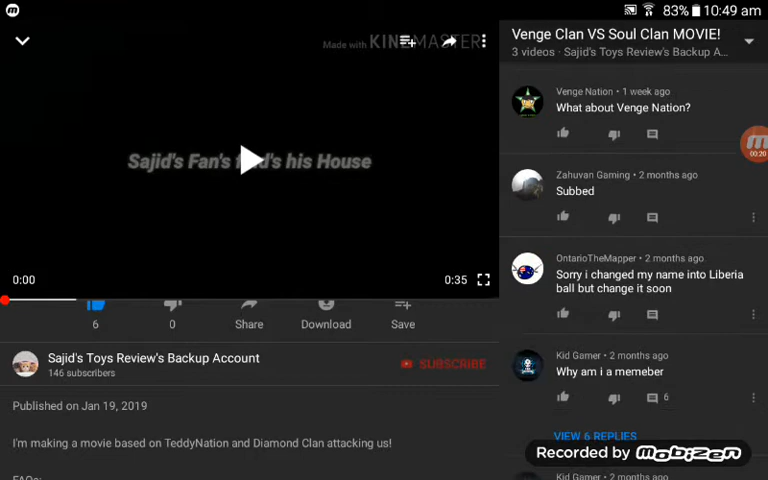 83% 10:49 am
Made with KINEMASTER
Sajid's Fan's his House
0:00
0:35
6
0
Share
Download
Save
Sajid's Toys Review's Backup Account
146 subscribers
SUBSCRIBE
Published on Jan 19, 2019
I'm making a movie based on TeddyNation and Diamond Clan attacking us!
FAQs:
Venge Clan VS Soul Clan MOVIE!
3 videos · Sajid's Toys Review's Backup A...
Venge Nation • 1 week ago
What about Venge Nation?
00:20
Zahuvan Gaming • 2 months ago
Subbed
OntarioTheMapper • 2 months ago
Sorry i changed my name into Liberia
ball but change it soon
Kid Gamer • 2 months ago
Why am i a memeber
6
VIEW 6 REPLIES
Recorded by mobizen
Kid Gamer • 2 months ago